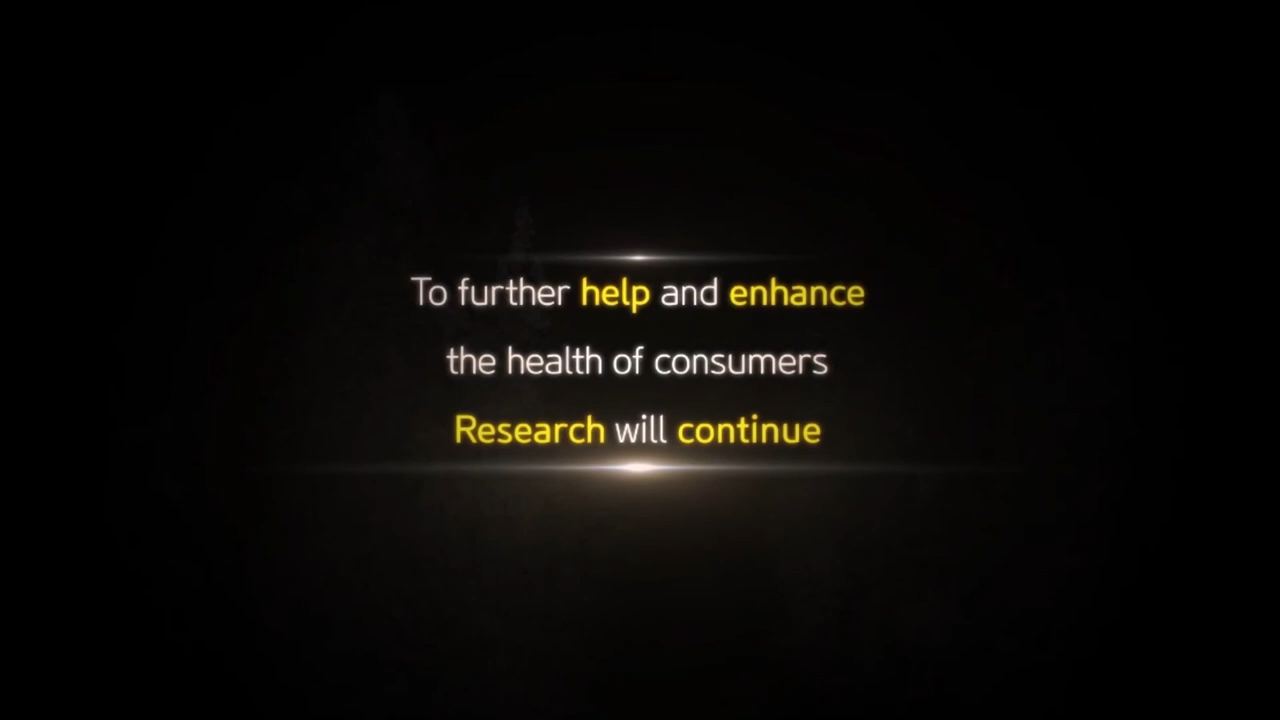 To further help and enhance
the health of consumers
Research will continue